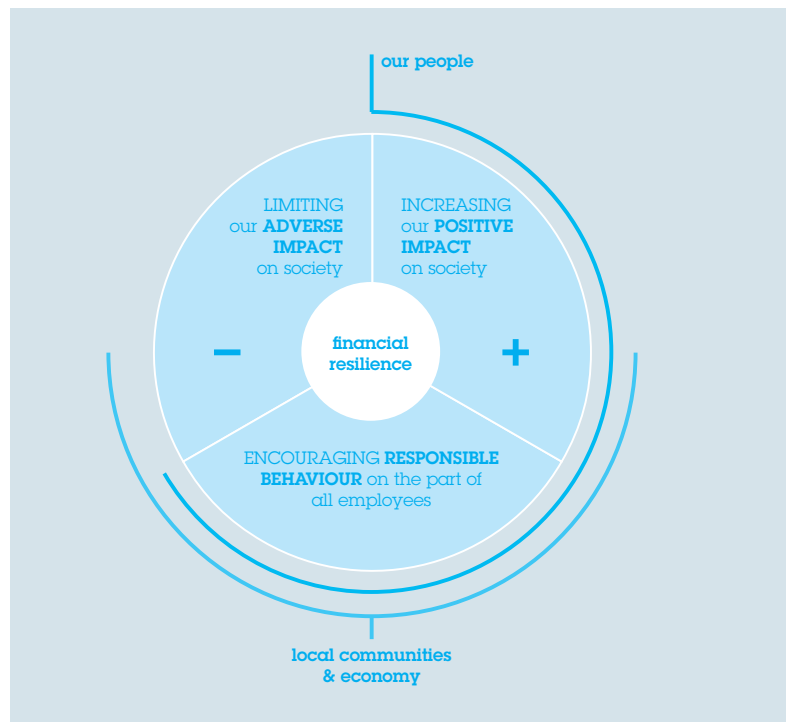 our people
LIMITING
our ADVERSE
IMPACT
on society
INCREASING
our POSITIVE
IMPACT
on society
–
financial
resilience
+
ENCOURAGING RESPONSIBLE
BEHAVIOUR on the part of
all employees
local communities
& economy